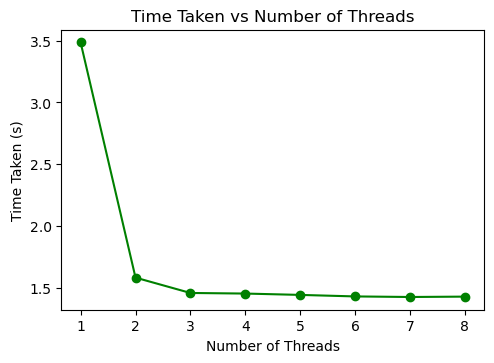 Time Taken vs Number of Threads
3.5
3.0
2.5
2.0
1.5
Time Taken (s)
1 2 3 4 5 6 7 8
Number of Threads